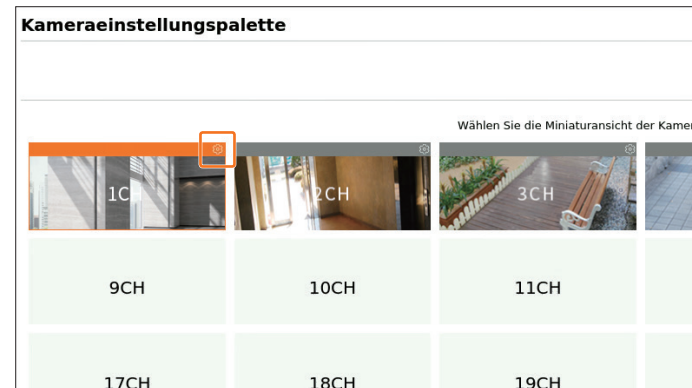 Kameraeinstellungspalette
Wählen Sie die Miniaturansicht der Kamer
1CH 2CH 3CH
9CH 10CH 11CH
17CH 18CH 19CH